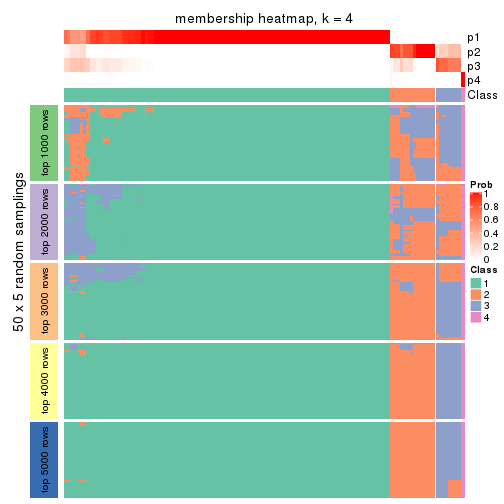 membership heatmap, k = 4
p1
p2
p3
p4
Class
50 x 5 random samplings
top 1000 rows
top 2000 rows
top 3000 rows
top 4000 rows
top 5000 rows
Prob
1
0.8
0.6
0.4
0.2
0
Class
1
2
3
4